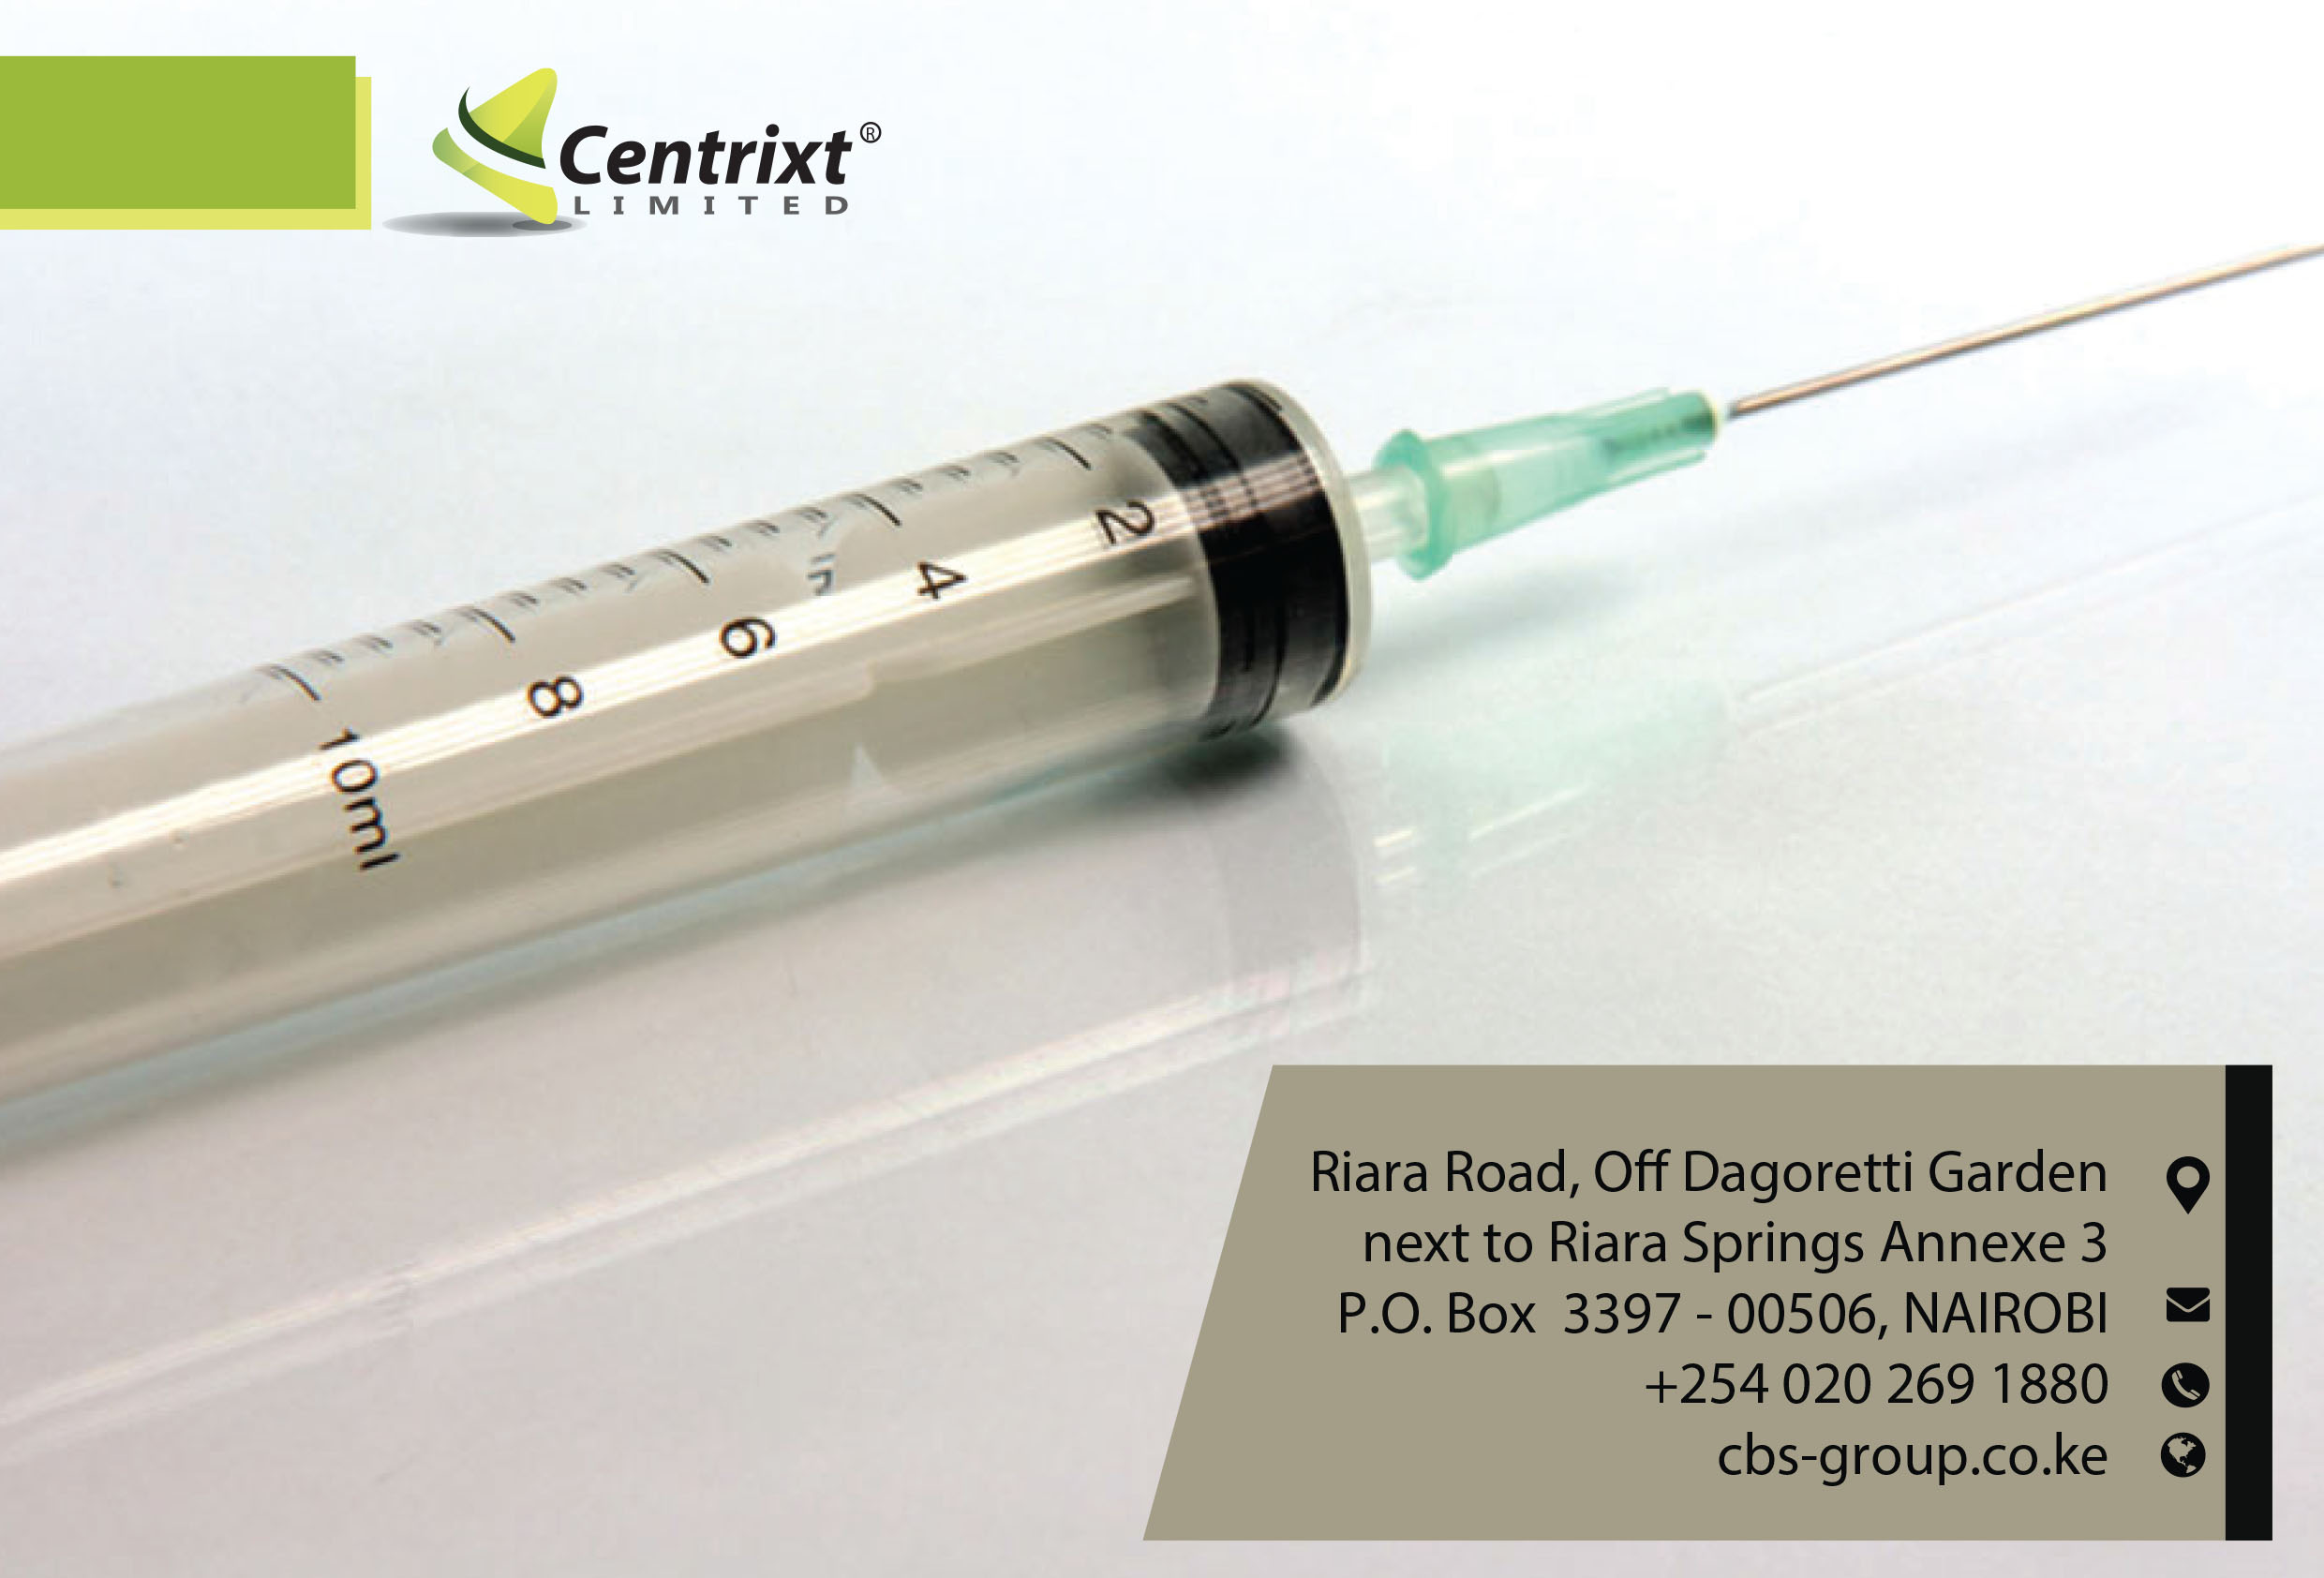 Centrixt®
LIMITED
2
4
6
8
10ml
Riara Road, Off Dagoretti Garden
next to Riara Springs Annexe 3
P.O. Box 3397 - 00506, NAIROBI
+254 020 269 1880
cbs-group.co.ke